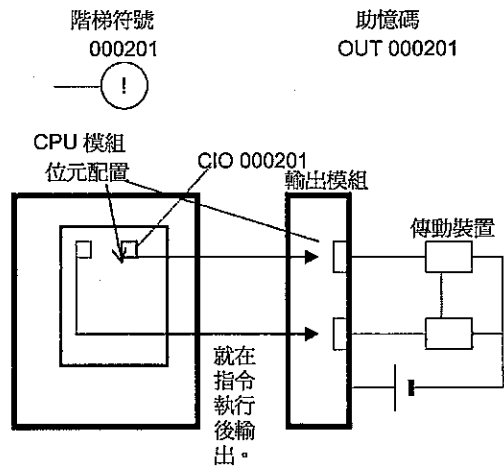 階梯符號
000201
助憶碼
OUT 000201
!
CPU 模組
位元配置
CIO 000201
輸出模組
傳動裝置
就在
指令
執行
後輸
出。